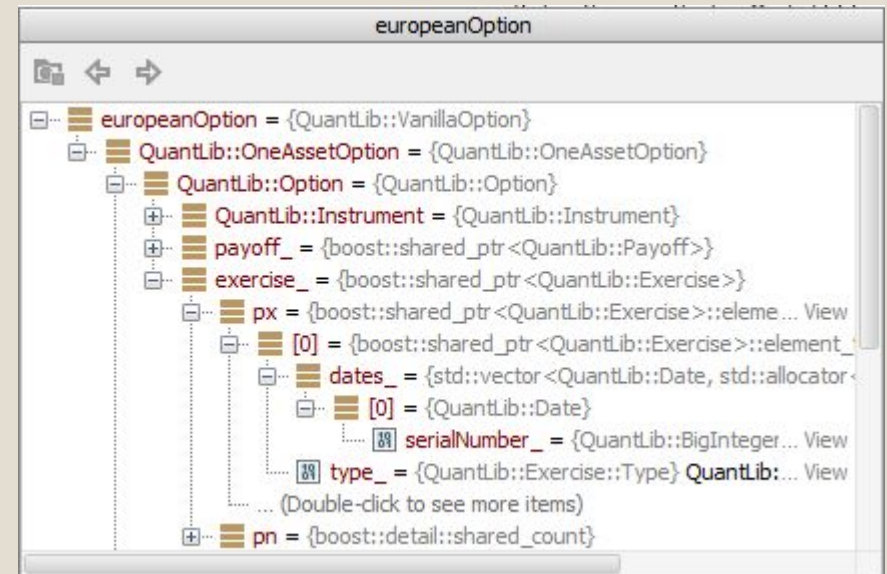 europeanOption
europeanOption = {QuantLib::VanillaOption}
QuantLib::OneAssetOption = {QuantLib::OneAssetOption}
QuantLib::Option = {QuantLib::Option}
QuantLib::Instrument = {QuantLib::Instrument}
payoff_ = {boost::shared_ptr<QuantLib::Payoff>}
exercise_ = {boost::shared_ptr<QuantLib::Exercise>}
px = {boost::shared_ptr<QuantLib::Exercise>::eleme... View
[0] = {boost::shared_ptr<QuantLib::Exercise>::element_
dates_ = {std::vector<QuantLib::Date, std::allocator<
[0] = {QuantLib::Date}
serialNumber_ = {QuantLib::BigInteger... View
type_ = {QuantLib::Exercise::Type} QuantLib:... View
... (Double-click to see more items)
pn = {boost::detail::shared_count}